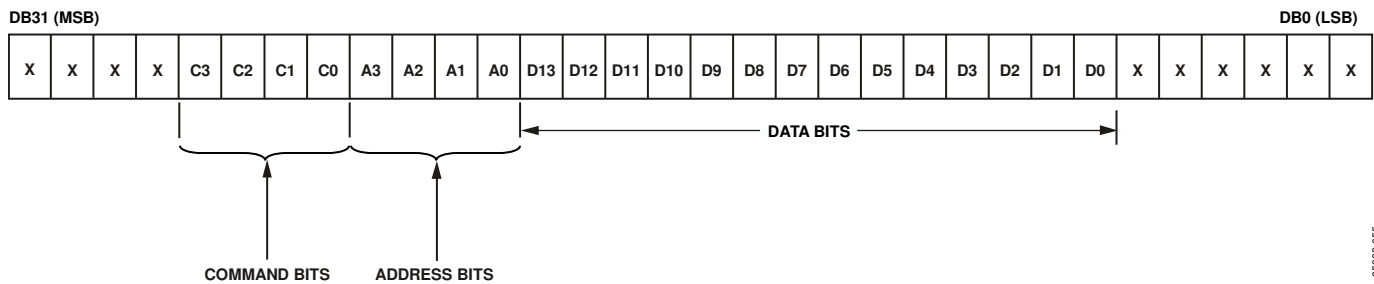 DB31 (MSB) DB0 (LSB)
X X X X C3 C2 C1 C0 A3 A2 A1 A0 D13 D12 D11 D10 D9 D8 D7 D6 D5 D4 D3 D2 D1 D0 X X X X X X
DATA BITS
COMMAND BITS ADDRESS BITS